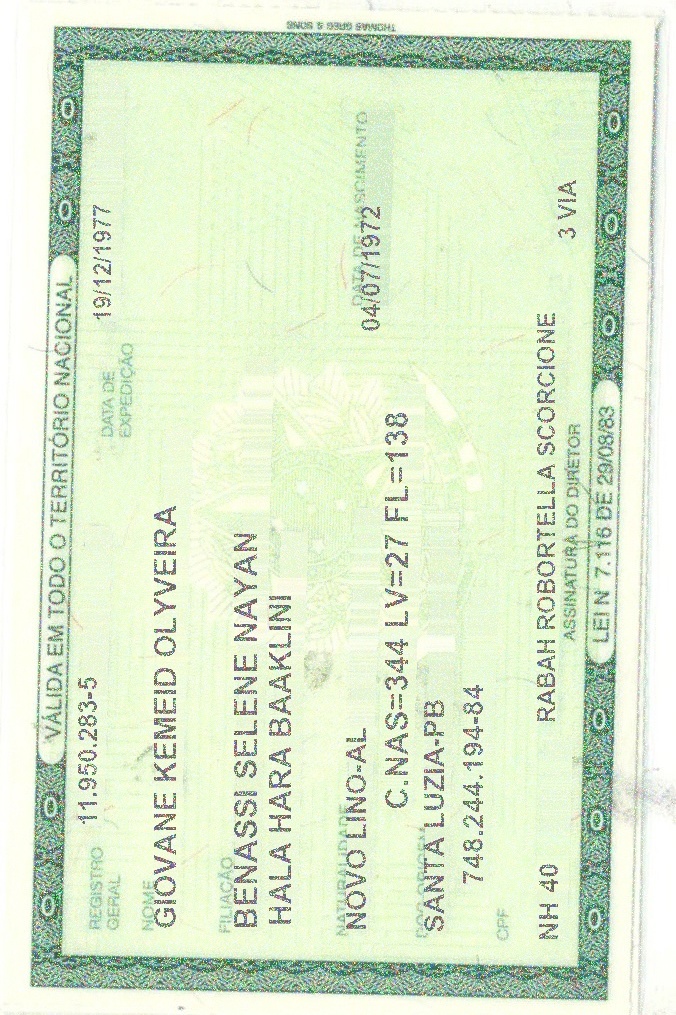 THOMAS GREG & SONS
VÁLIDA EM TODO O TERRITÓRIO NACIONAL
REGISTRO GERAL 11.950.283-5 DATA DE EXPEDIÇÃO 19/12/1977
NOME
GIOVANE KEMEID OLYVEIRA
FILIAÇÃO
BENASSI SELENE NAYAN
HALA HARA BAAKLINI
NATURALIDADE DATA DE NASCIMENTO
NOVO LINO-AL 04/07/1972
DOC ORIGEM C.NAS=344 LV=27 FL=138
SANTA LUZIA-PB
CPF 748.244.194-84
NH 40 RABAH ROBORTELLA SCORCIONE 3 VIA
ASSINATURA DO DIRETOR
LEI Nº 7.116 DE 29/08/83